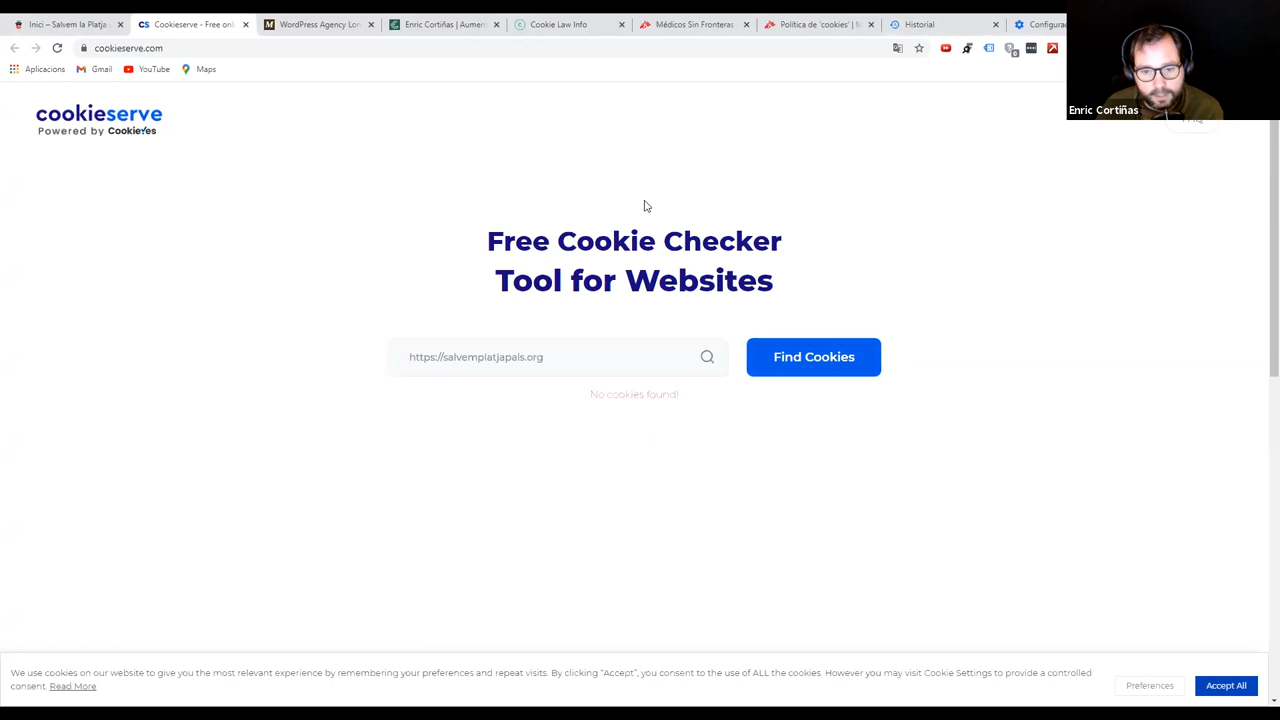 Inici – Salvem la Platja
Cookieserve - Free onl
WordPress Agency Lon
Enric Cortiñas | Aumen
Cookie Law Info
Médicos Sin Fronteras
Política de 'cookies' | M
Historial
Configurac
cookieserve.com
Aplicacions
Gmail
YouTube
Maps
Enric Cortiñas
cookieserve
Powered by CookieYes
FAQ
Free Cookie Checker
Tool for Websites
https://salvemplatjapals.org
Find Cookies
No cookies found!
We use cookies on our website to give you the most relevant experience by remembering your preferences and repeat visits. By clicking “Accept”, you consent to the use of ALL the cookies. However you may visit Cookie Settings to provide a controlled
consent. Read More
Preferences
Accept All